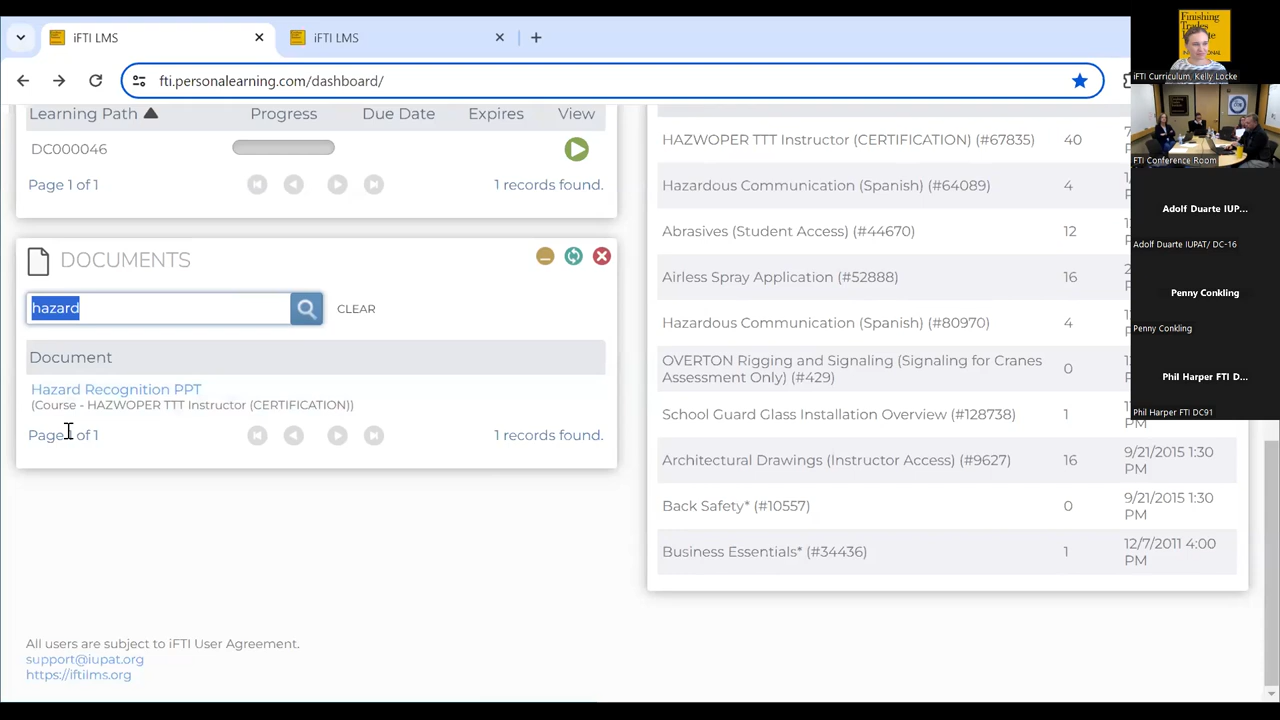 iFTI LMS
iFTI LMS
fti.personalearning.com/dashboard/
Learning Path
Progress
Due Date
Expires
View
DC000046
Page 1 of 1
1 records found.
DOCUMENTS
hazard
CLEAR
Document
Hazard Recognition PPT
(Course - HAZWOPER TTT Instructor (CERTIFICATION))
of 1
1 records found.
All users are subject to iFTI User Agreement.
support@iupat.org
https://iftilms.org
HAZWOPER TTT Instructor (CERTIFICATION) (#67835)
40
Hazardous Communication (Spanish) (#64089)
4
Abrasives (Student Access) (#44670)
12
Airless Spray Application (#52888)
16
Hazardous Communication (Spanish) (#80970)
4
OVERTON Rigging and Signaling (Signaling for Cranes
Assessment Only) (#429)
0
School Guard Glass Installation Overview (#128738)
1
PM
Architectural Drawings (Instructor Access) (#9627)
16
9/21/2015 1:30
PM
Back Safety* (#10557)
0
9/21/2015 1:30
PM
Business Essentials* (#34436)
1
12/7/2011 4:00
PM
Finishing
Trades
iFTI Curriculum, Kelly Locke
FTI Conference Room
Adolf Duarte IUP...
Adolf Duarte IUPAT/ DC-16
Penny Conkling
Penny Conkling
Phil Harper FTI D...
Phil Harper FTI DC91